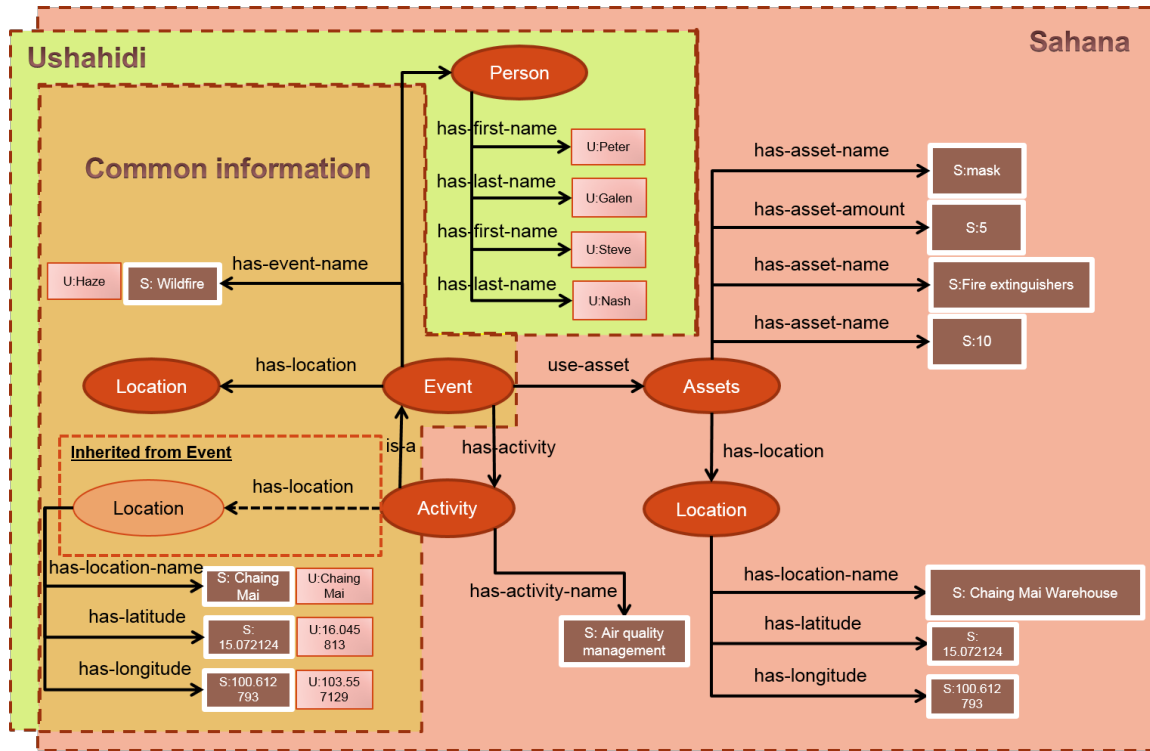 Sahana
Ushahidi
Person
has-first-name
U:Peter
has-asset-name
S:mask
Common information
has-last-name
U:Galen
has-asset-amount
S:5
has-first-name
U:Steve
has-event-name
U:Haze
S: Wildfire
has-asset-name
S:Fire extinguishers
has-last-name
U:Nash
has-asset-name
S:10
Location
has-location
Event
use-asset
Assets
is-a
has-activity
has-location
Inherited from Event
Location
has-location
Activity
Location
has-location-name
S: Chaing
Mai
U:Chaing
Mai
has-activity-name
has-location-name
S: Chaing Mai Warehouse
has-latitude
S:
15.072124
U:16.045
813
S: Air quality
management
has-latitude
S:
15.072124
has-longitude
S:100.612
793
U:103.55
7129
has-longitude
S:100.612
793